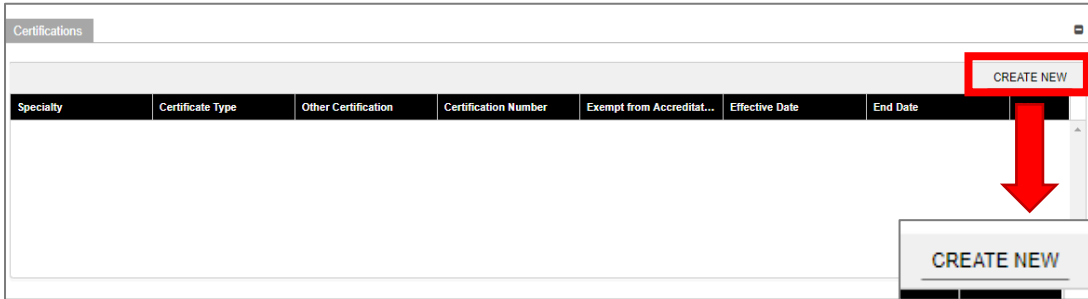 Certifications
CREATE NEW
Specialty Certificate Type Other Certification Certification Number Exempt from Accreditat... Effective Date End Date
CREATE NEW